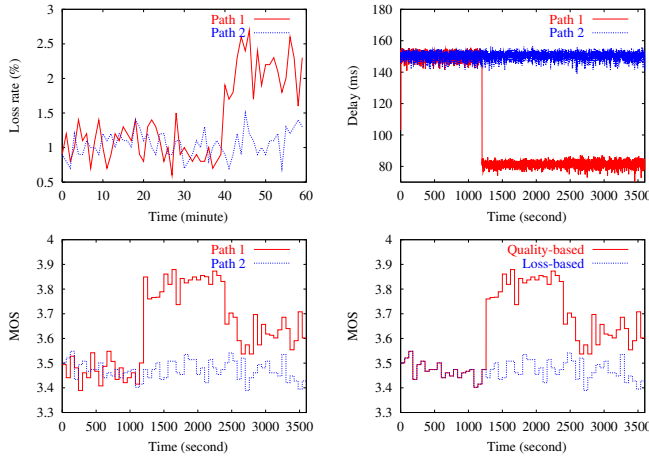 3
2.5
2
1.5
1
0.5
Loss rate (%)
Path 1
Path 2
0 10 20 30 40 50 60
Time (minute)
160
140
120
100
80
Delay (ms)
Path 1
Path 2
0 500 1000 1500 2000 2500 3000 3500
Time (second)
4
3.9
3.8
3.7
3.6
3.5
3.4
3.3
MOS
Path 1
Path 2
0 500 1000 1500 2000 2500 3000 3500
Time (second)
4
3.9
3.8
3.7
3.6
3.5
3.4
3.3
MOS
Quality-based
Loss-based
0 500 1000 1500 2000 2500 3000 3500
Time (second)